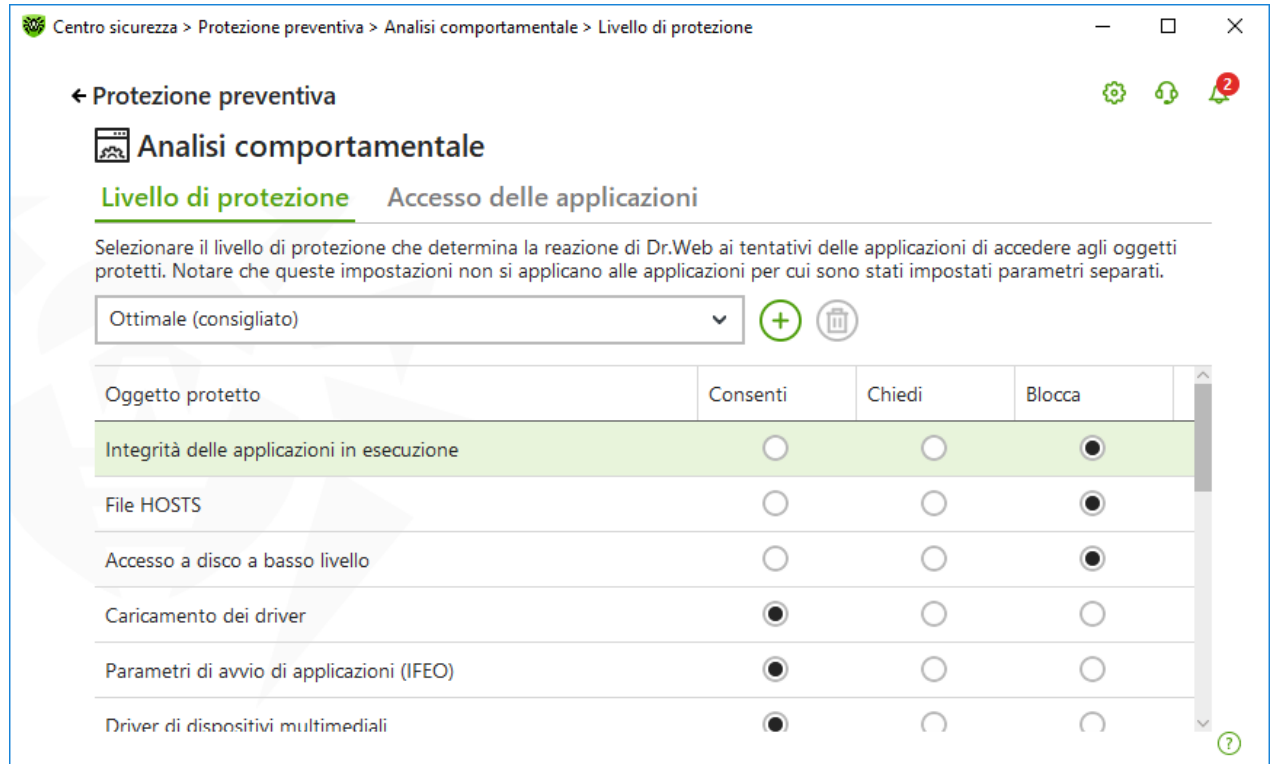 Centro sicurezza > Protezione preventiva > Analisi comportamentale > Livello di protezione
Protezione preventiva
2
Analisi comportamentale
Livello di protezione Accesso delle applicazioni
Selezionare il livello di protezione che determina la reazione di Dr.Web ai tentativi delle applicazioni di accedere agli oggetti
protetti. Notare che queste impostazioni non si applicano alle applicazioni per cui sono stati impostati parametri separati.
Ottimale (consigliato)
Oggetto protetto Consenti Chiedi Blocca
Integrità delle applicazioni in esecuzione
File HOSTS
Accesso a disco a basso livello
Caricamento dei driver
Parametri di avvio di applicazioni (IFEO)
Driver di dispositivi multimediali
?